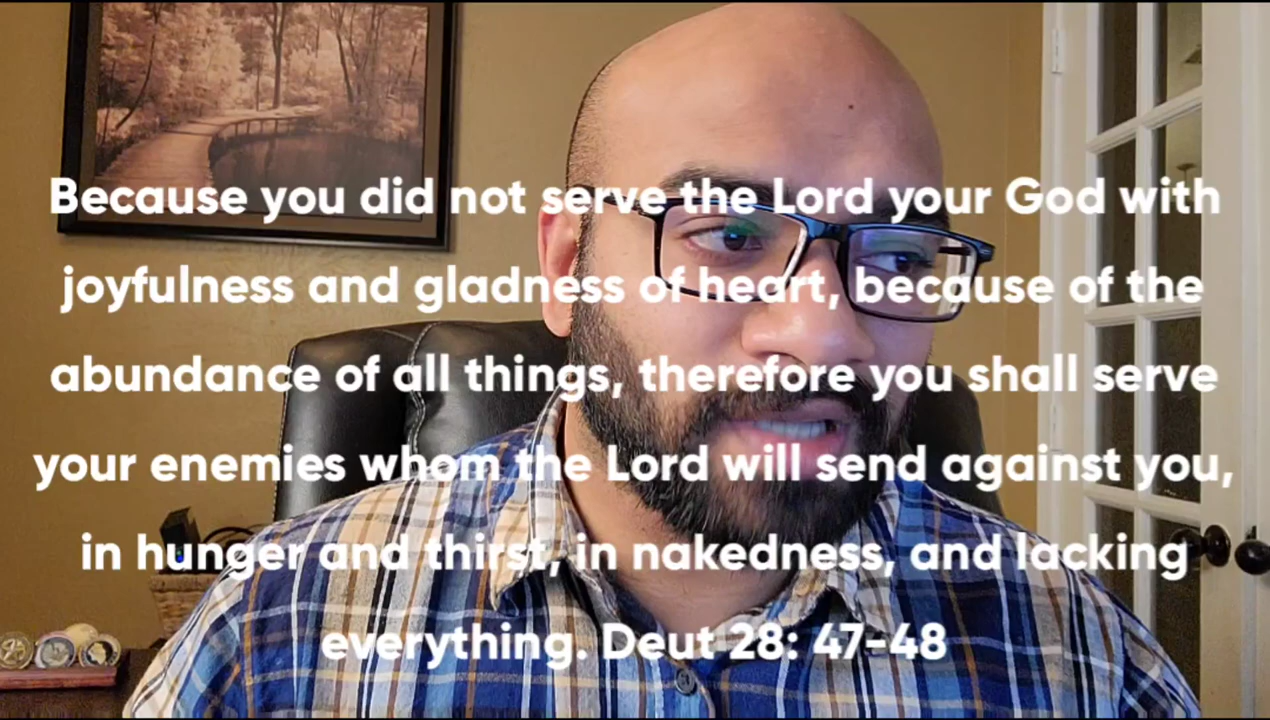 Because you did not serve the Lord your God with
joyfulness and gladness of heart, because of the
abundance of all things, therefore you shall serve
your enemies whom the Lord will send against you,
in hunger and thirst, in nakedness, and lacking
everything. Deut 28: 47-48